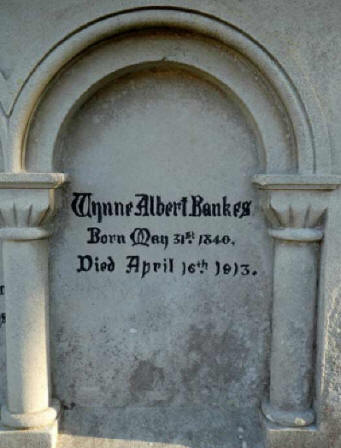 Wynne Albert Bankes
Born May 31st 1840.
Died April 16th 1913.